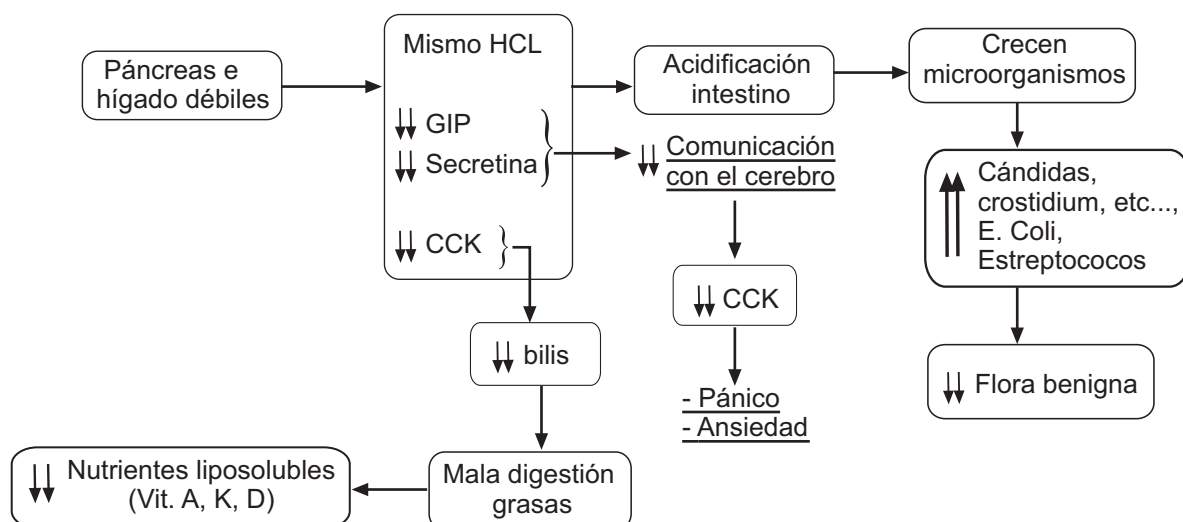 Páncreas e
hígado débiles
Mismo HCL
GIP
Secretina
CCK
Acidificación
intestino
Crecen
microorganismos
Comunicación
con el cerebro
Cándidas,
crostidium, etc...,
E. Coli,
Estreptococos
CCK
bilis
Flora benigna
- Pánico
- Ansiedad
Mala digestión
grasas
Nutrientes liposolubles
(Vit. A, K, D)